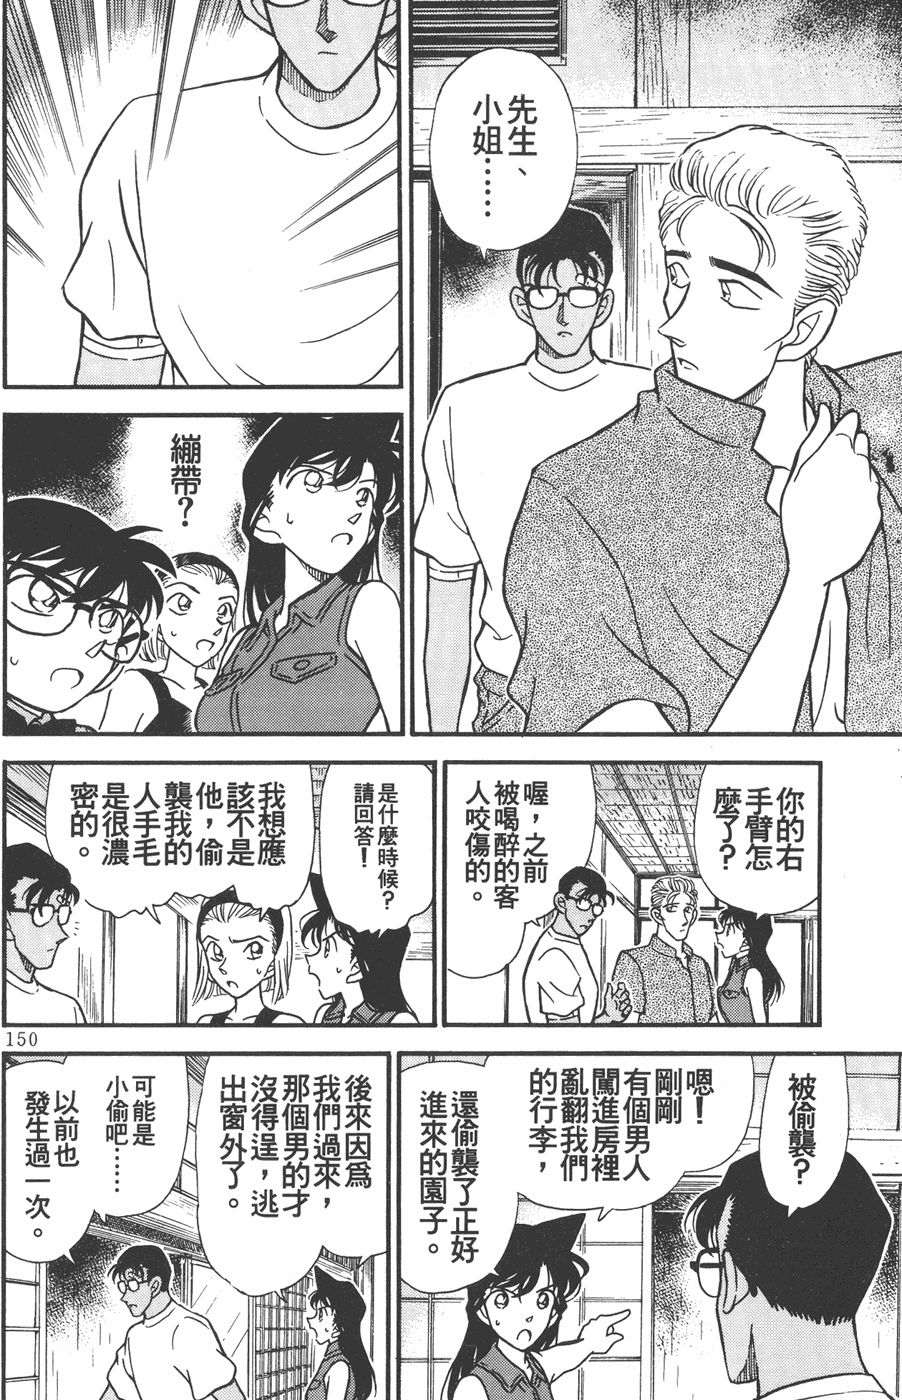 先生、
小姐……
繃帶？
你的右
手臂怎
麼了？
喔，之前
被喝醉的客
人咬傷的。
是什麼時候？
請回答！
我想應
該不是
他，偷
襲我的
人手毛
是很濃
密的。
150
被偷襲？
嗯！
剛剛
有個男人
闖進房裡
亂翻我們
的行李，
還偷襲了正好
進來的園子。
後來因爲
我們過來，
那個男的才
沒得逞，逃
出窗外了。
可能是
小偷吧……
以前也
發生過一次。